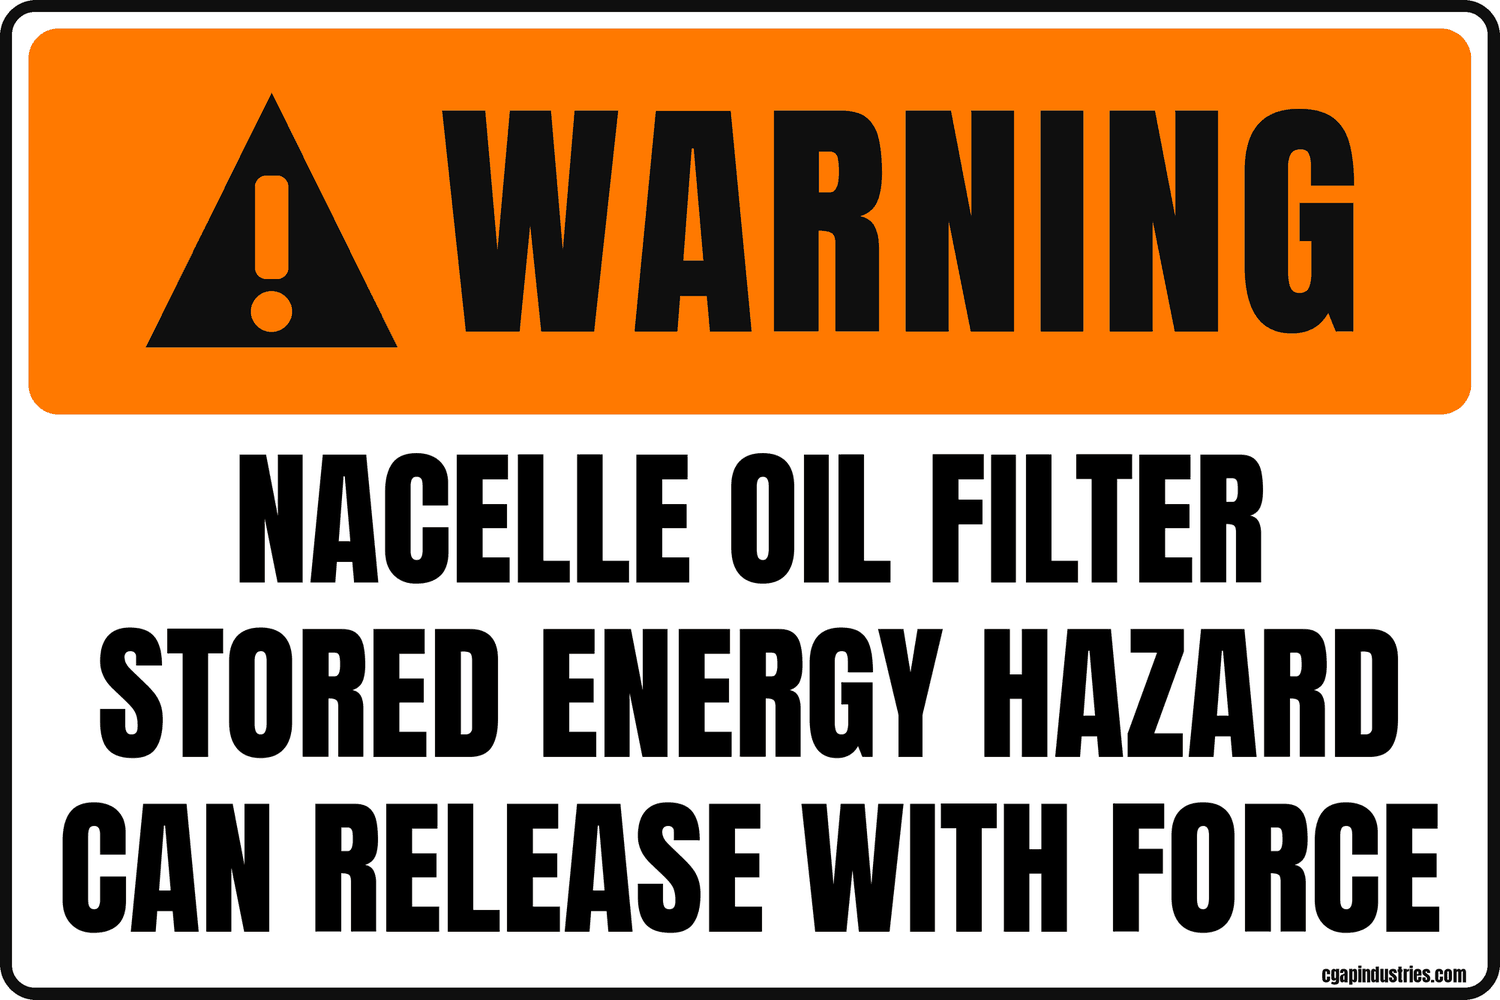 WARNING
NACELLE OIL FILTER
STORED ENERGY HAZARD
CAN RELEASE WITH FORCE
cgapindustries.com